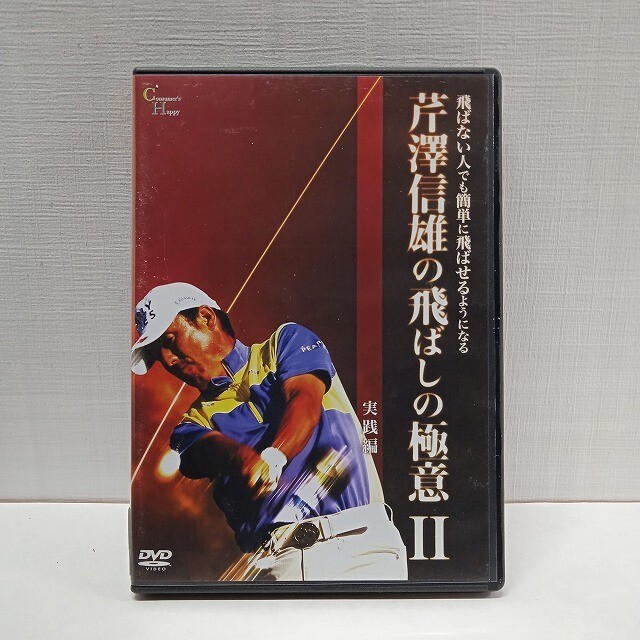 飛ばない人でも簡単に飛ばせるようになる
芹澤信雄の飛ばしの極意 II
実践編
Consumer's
Happy
DVD
VIDEO